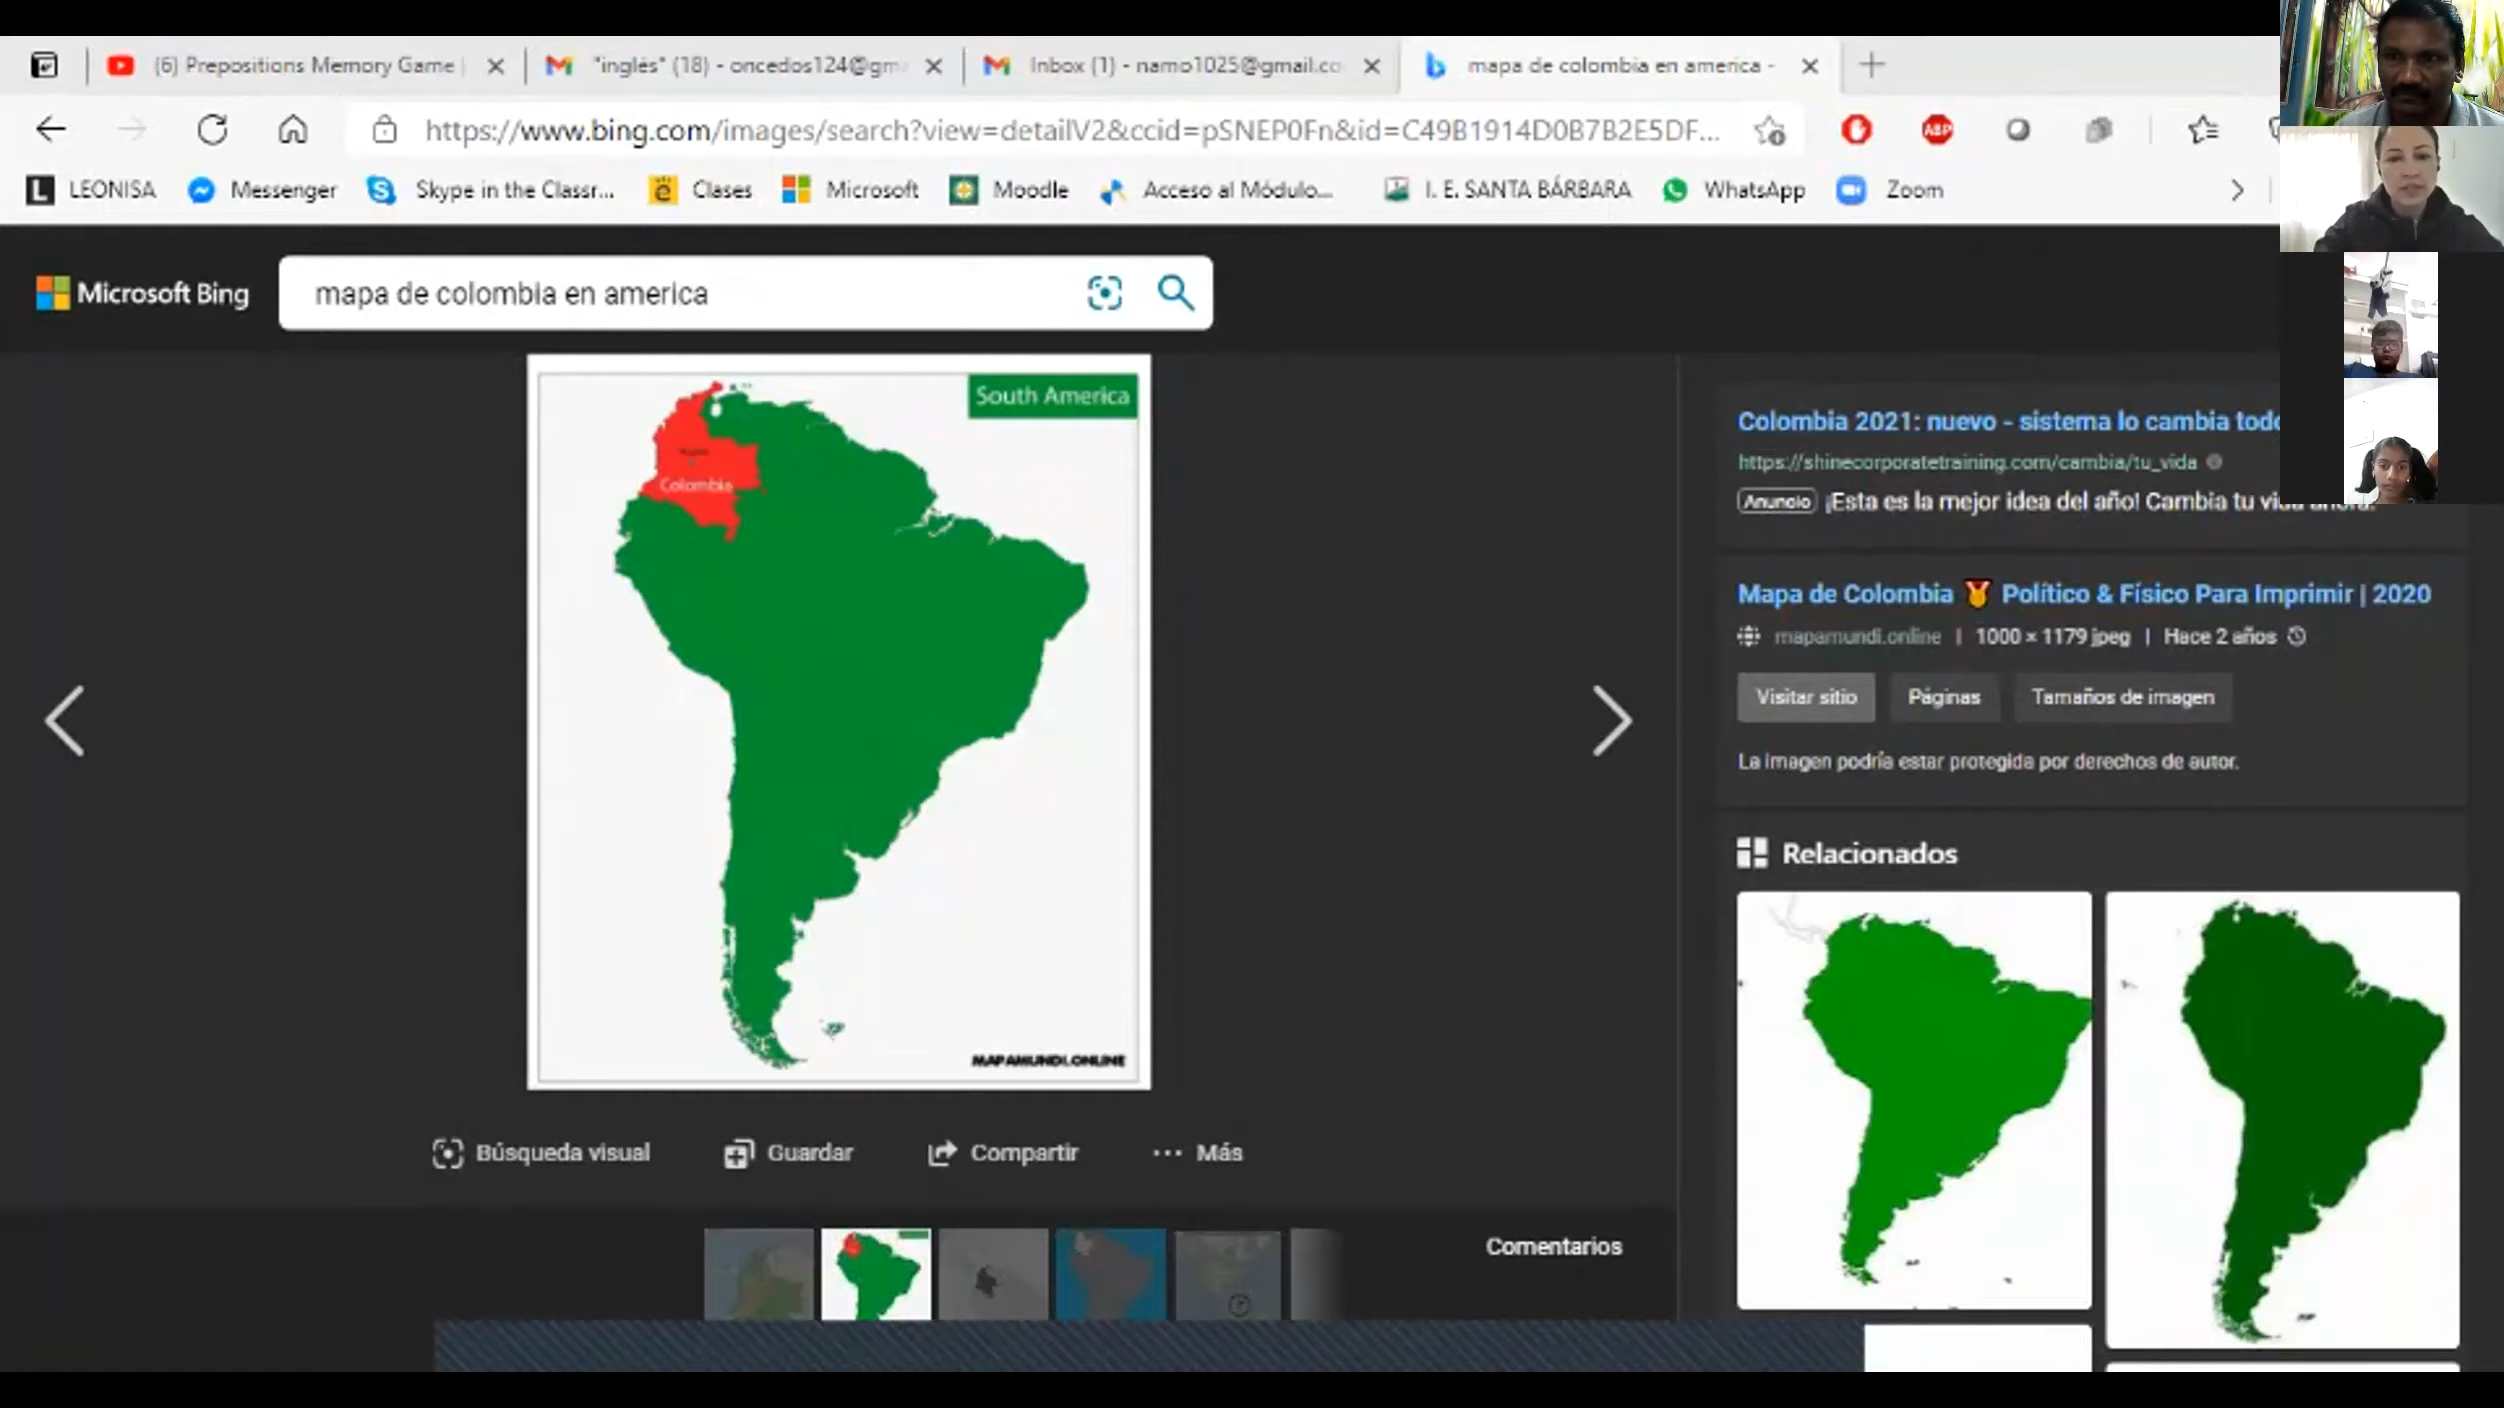 (6) Prepositions Memory Game
"inglés" (18) - oncedos124@gm
Inbox (1) - namo1025@gmail.co
mapa de colombia en america -
https://www.bing.com/images/search?view=detailV2&ccid=pSNEP0Fn&id=C49B1914D0B7B2E5DF...
ABP
LEONISA
Messenger
Skype in the Classr...
Clases
Microsoft
Moodle
Acceso al Módulo...
I. E. SANTA BÁRBARA
WhatsApp
Zoom
Microsoft Bing
mapa de colombia en america
South America
Colombia
MAPAMUNDI.ONLINE
Búsqueda visual
Guardar
Compartir
Más
Comentarios
Colombia 2021: nuevo - sistema lo cambia todo
https://shinecorporatetraining.com/cambia/tu_vida
Anuncio ¡Esta es la mejor idea del año! Cambia tu vida ahora.
Mapa de Colombia 🏅 Político & Físico Para Imprimir | 2020
mapamundi.online | 1000 × 1179 jpeg | Hace 2 años
Visitar sitio
Páginas
Tamaños de imagen
La imagen podría estar protegida por derechos de autor.
Relacionados